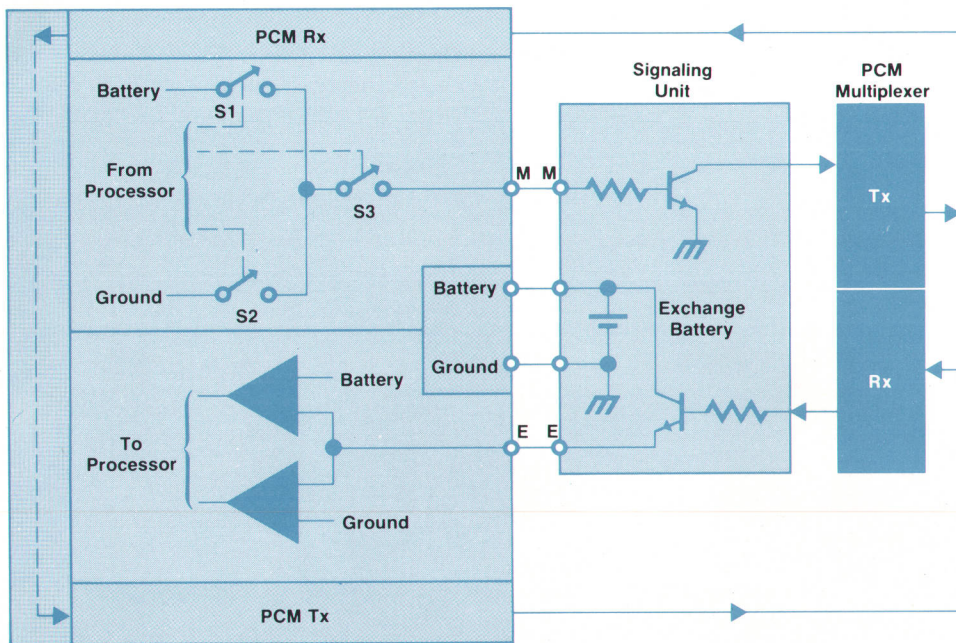 PCM Rx
Battery
S1
From
Processor
S3
Ground
S2
M M
Signaling
Unit
PCM
Multiplexer
Tx
Battery
Exchange
Battery
Ground
Rx
Battery
To
Processor
E E
Ground
PCM Tx